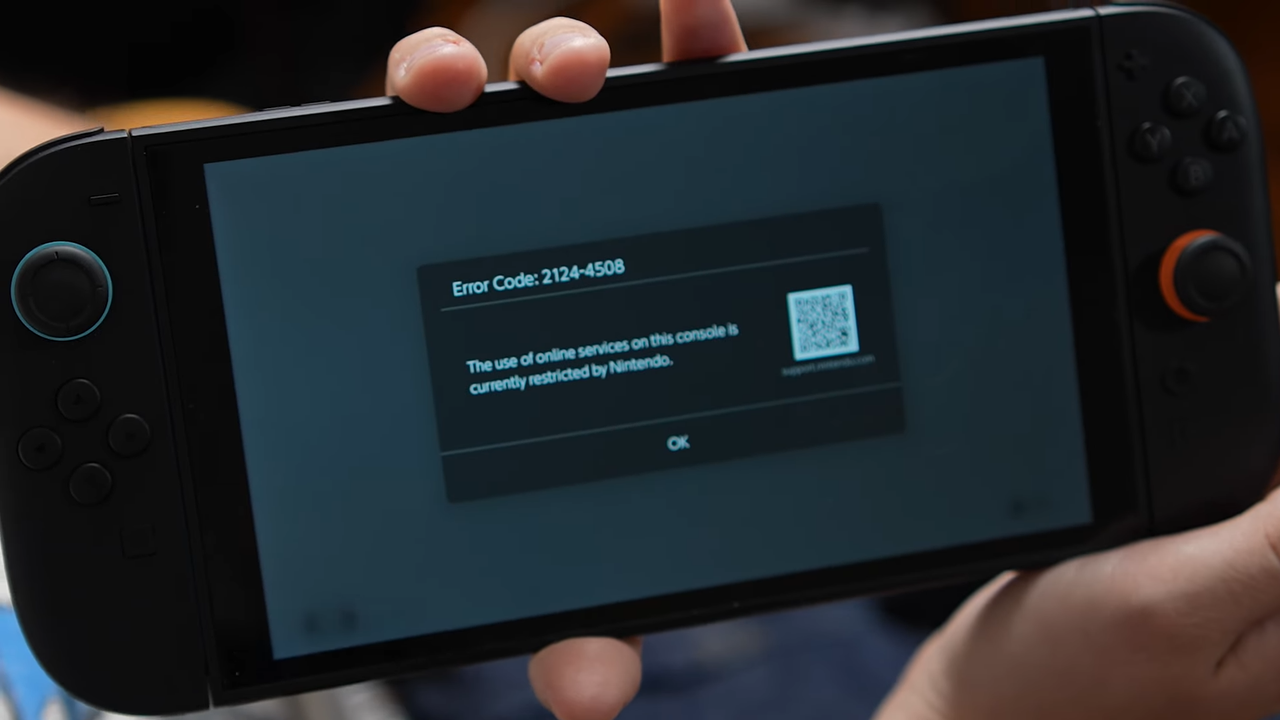 Error Code: 2124-4508
The use of online services on this console is
currently restricted by Nintendo.
support.nintendo.com
OK
X
Y
A
B